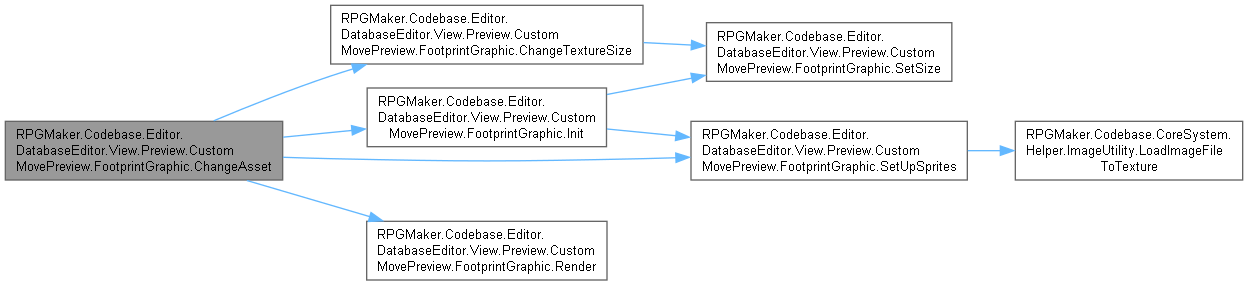 RPGMaker.Codebase.Editor.
DatabaseEditor.View.Preview.Custom
MovePreview.FootprintGraphic.ChangeAsset
RPGMaker.Codebase.Editor.
DatabaseEditor.View.Preview.Custom
MovePreview.FootprintGraphic.ChangeTextureSize
RPGMaker.Codebase.Editor.
DatabaseEditor.View.Preview.Custom
MovePreview.FootprintGraphic.Init
RPGMaker.Codebase.Editor.
DatabaseEditor.View.Preview.Custom
MovePreview.FootprintGraphic.Render
RPGMaker.Codebase.Editor.
DatabaseEditor.View.Preview.Custom
MovePreview.FootprintGraphic.SetSize
RPGMaker.Codebase.Editor.
DatabaseEditor.View.Preview.Custom
MovePreview.FootprintGraphic.SetUpSprites
RPGMaker.Codebase.CoreSystem.
Helper.ImageUtility.LoadImageFile
ToTexture